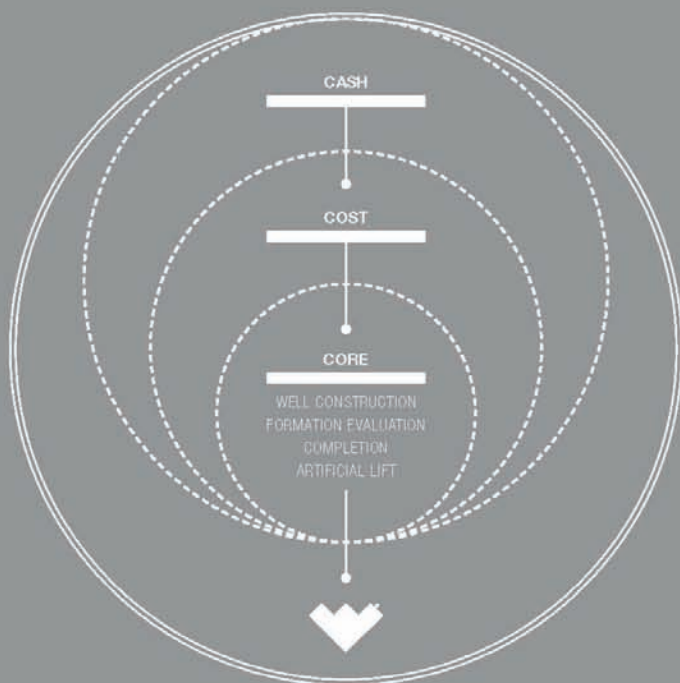 CASH
COST
CORE
WELL CONSTRUCTION
FORMATION EVALUATION
COMPLETION
ARTIFICIAL LIFT